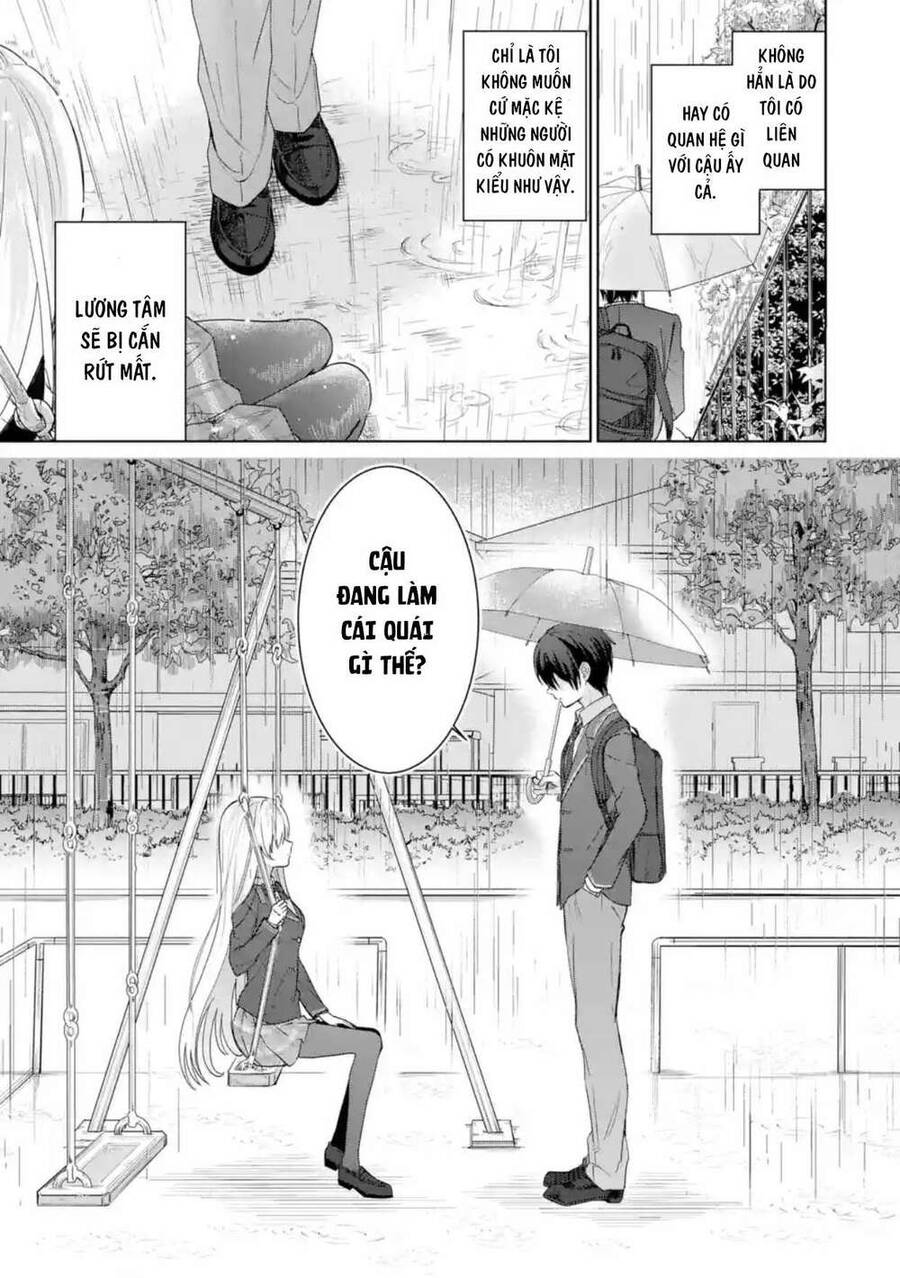 KHÔNG
HẲN LÀ DO
TÔI CÓ
LIÊN
QUAN
HAY CÓ
QUAN HỆ GÌ
VỚI CẬU ẤY
CẢ.
CHỈ LÀ TÔI
KHÔNG MUỐN
CỨ MẶC KỆ
NHỮNG NGƯỜI
CÓ KHUÔN MẶT
KIỂU NHƯ VẬY.
LƯƠNG TÂM
SẼ BỊ CẮN
RỨT MẤT.
CẬU
ĐANG LÀM
CÁI QUÁI
GÌ THẾ?